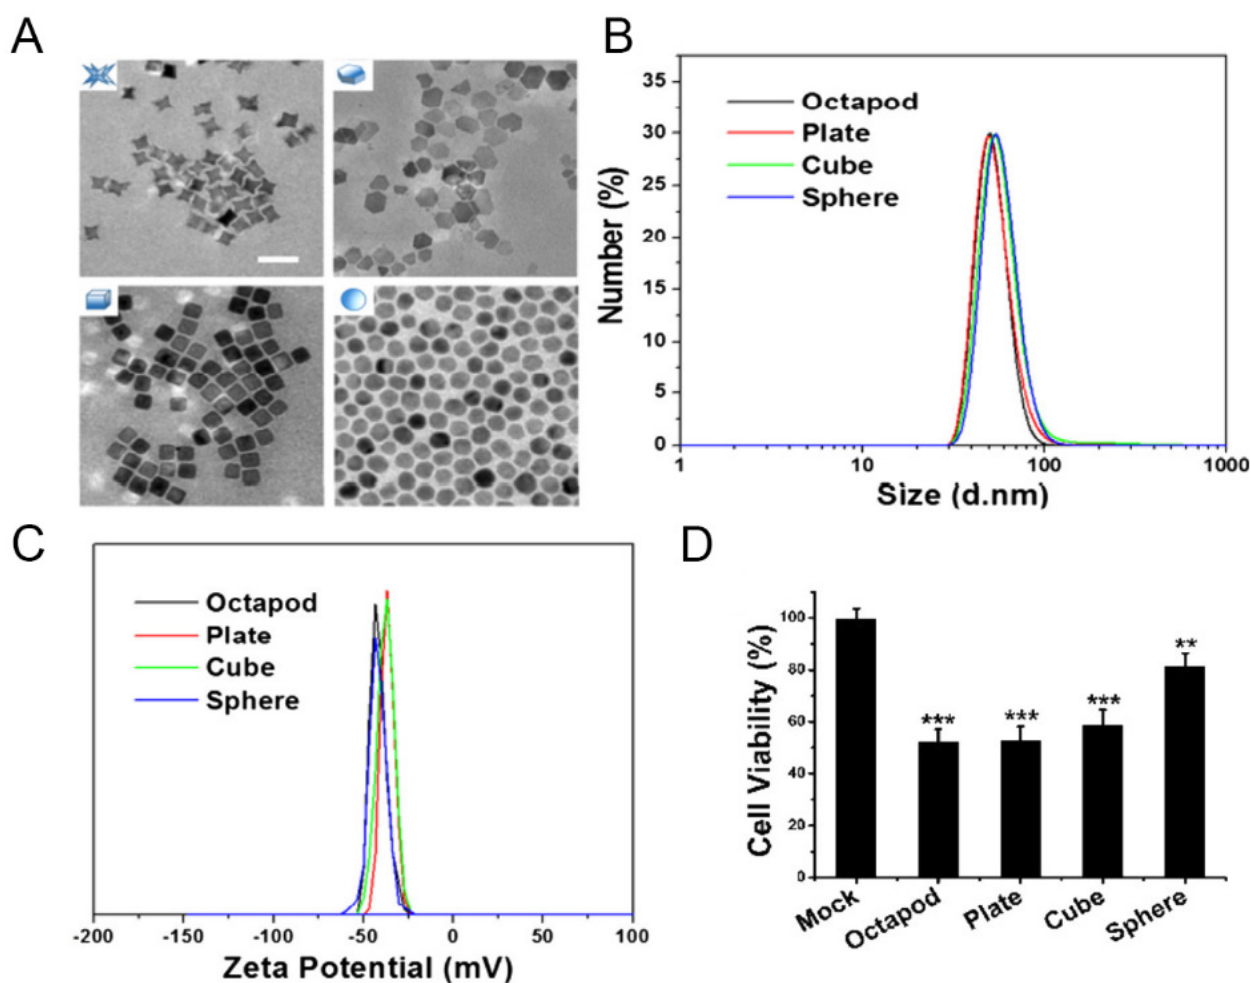 A
B
35
30
25
20
15
10
5
0
Number (%)
Octapod
Plate
Cube
Sphere
1
10
100
1000
Size (d.nm)
C
Octapod
Plate
Cube
Sphere
-200
-150
-100
-50
0
50
100
Zeta Potential (mV)
D
100
80
60
40
20
0
Cell Viability (%)
***
***
***
**
Mock
Octapod
Plate
Cube
Sphere